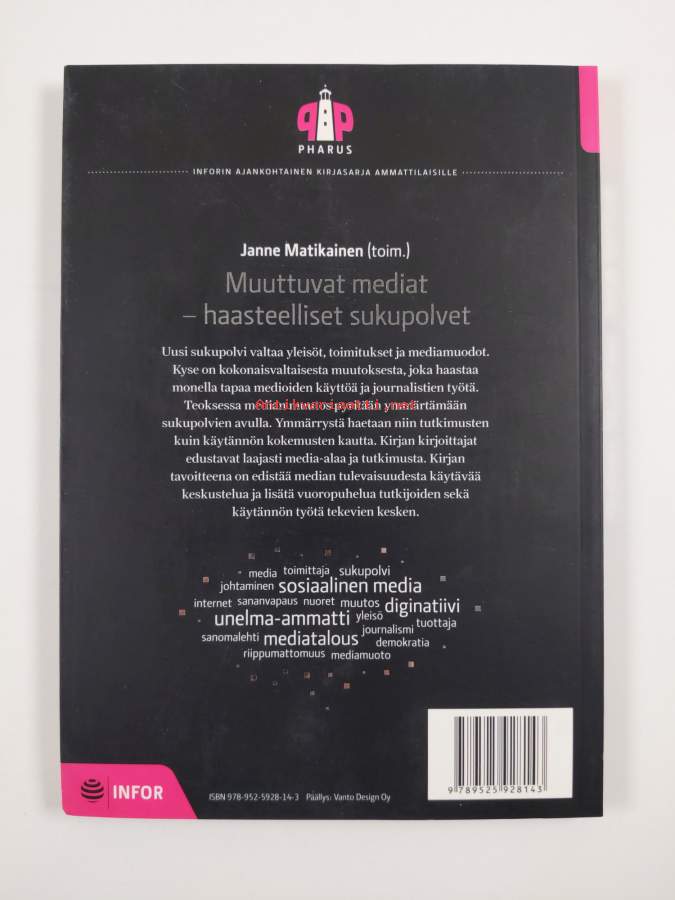 PHARUS
INFORIN AJANKOHTAINEN KIRJASARJA AMMATTILAISILLE
Janne Matikainen (toim.)
Muuttuvat mediat
– haasteelliset sukupolvet
Uusi sukupolvi valtaa yleisöt, toimitukset ja mediamuodot.
Kyse on kokonaisvaltaisesta muutoksesta, joka haastaa
monella tapaa medioiden käyttöä ja journalistien työtä.
Teoksessa mediamurrosta pyritään ymmärtämään
sukupolvien avulla. Ymmärrystä haetaan niin tutkimusten
kuin käytännön kokemusten kautta. Kirjan kirjoittajat
edustavat laajasti media-alaa ja tutkimusta. Kirjan
tavoitteena on edistää median tulevaisuudesta käytävää
keskustelua ja lisätä vuoropuhelua tutkijoiden sekä
käytännön työtä tekevien kesken.
media toimittaja sukupolvi
johtaminen sosiaalinen media
internet sananvapaus nuoret muutos diginatiivi
unelma-ammatti yleisö tuottaja
sanomalehti mediatalous journalismi demokratia
riippumattomuus mediamuoto
INFOR
ISBN 978-952-5928-14-3 Päällys: Vanto Design Oy
9 789525 928143